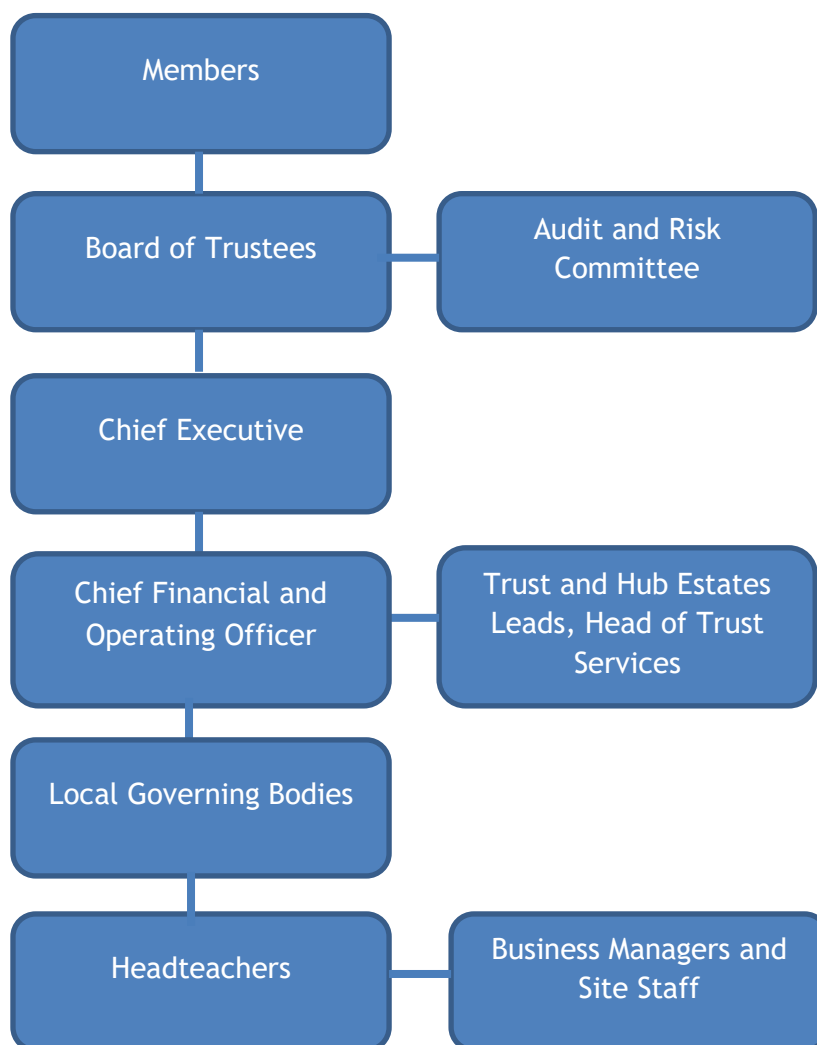 Members
Board of Trustees
Audit and Risk
Committee
Chief Executive
Chief Financial and
Operating Officer
Trust and Hub Estates
Leads, Head of Trust
Services
Local Governing Bodies
Headteachers
Business Managers and
Site Staff